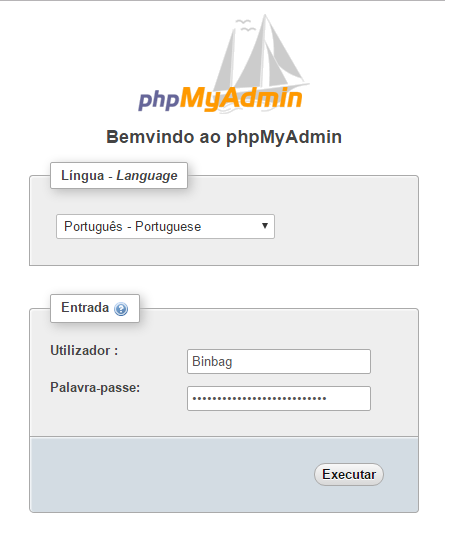 phpMyAdmin
Bemvindo ao phpMyAdmin
Língua - Language
Português - Portuguese
Entrada
Utilizador :
Binbag
Palavra-passe:
•••••••••••••••••••••••••••
Executar